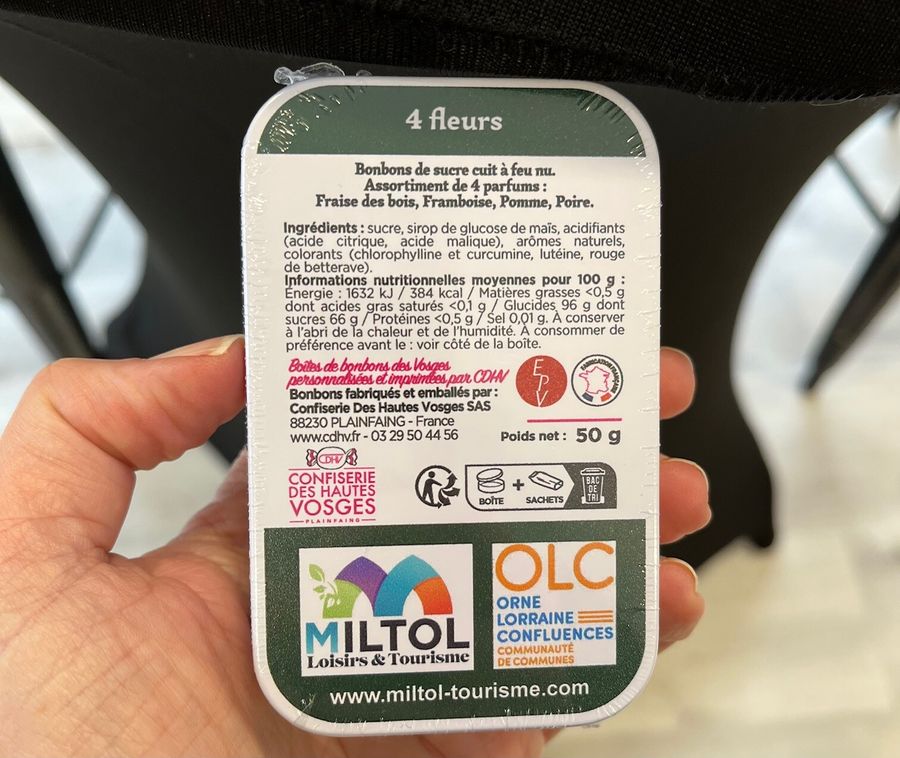 4 fleurs
Bonbons de sucre cuit à feu nu.
Assortiment de 4 parfums :
Fraise des bois, Framboise, Pomme, Poire.
Ingrédients : sucre, sirop de glucose de maïs, acidifiants
(acide citrique, acide malique), arômes naturels,
colorants (chlorophylline et curcumine, lutéine, rouge
de betterave).
Informations nutritionnelles moyennes pour 100 g :
Énergie : 1632 kJ / 384 kcal / Matières grasses <0,5 g
dont acides gras saturés <0,1 g / Glucides 96 g dont
sucres 66 g / Protéines <0,5 g / Sel 0,01 g. À conserver
à l'abri de la chaleur et de l'humidité. À consommer de
préférence avant le : voir côté de la boîte.
Boîtes de bonbons des Vosges
personnalisées et imprimées par CDHV
EPV
FABRICATION FRANÇAISE
Bonbons fabriqués et emballés par :
Confiserie Des Hautes Vosges SAS
88230 PLAINFAING - France
www.cdhv.fr - 03 29 50 44 56
Poids net : 50 g
CDHV
CONFISERIE
DES HAUTES
VOSGES
PLAINFAING
BOÎTE + SACHETS
BAC
DE
TRI
MILTOL
Loisirs & Tourisme
OLC
ORNE
LORRAINE
CONFLUENCES
COMMUNAUTÉ
DE COMMUNES
www.miltol-tourisme.com